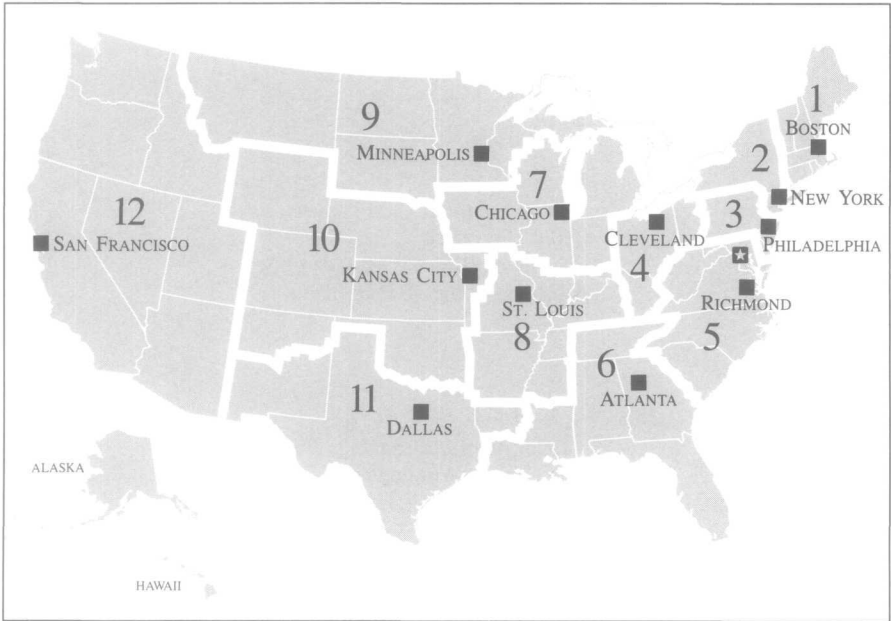 1
BOSTON
9
MINNEAPOLIS
2
7
NEW YORK
12
CHICAGO
3
10
CLEVELAND
PHILADELPHIA
SAN FRANCISCO
4
KANSAS CITY
ST. LOUIS
RICHMOND
8
5
6
11
ATLANTA
DALLAS
ALASKA
HAWAII